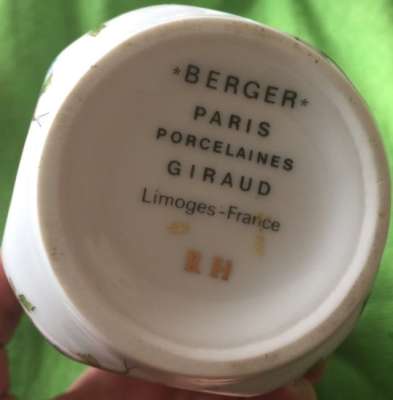 *BERGER*
PARIS
PORCELAINES
GIRAUD
Limoges-France
R H